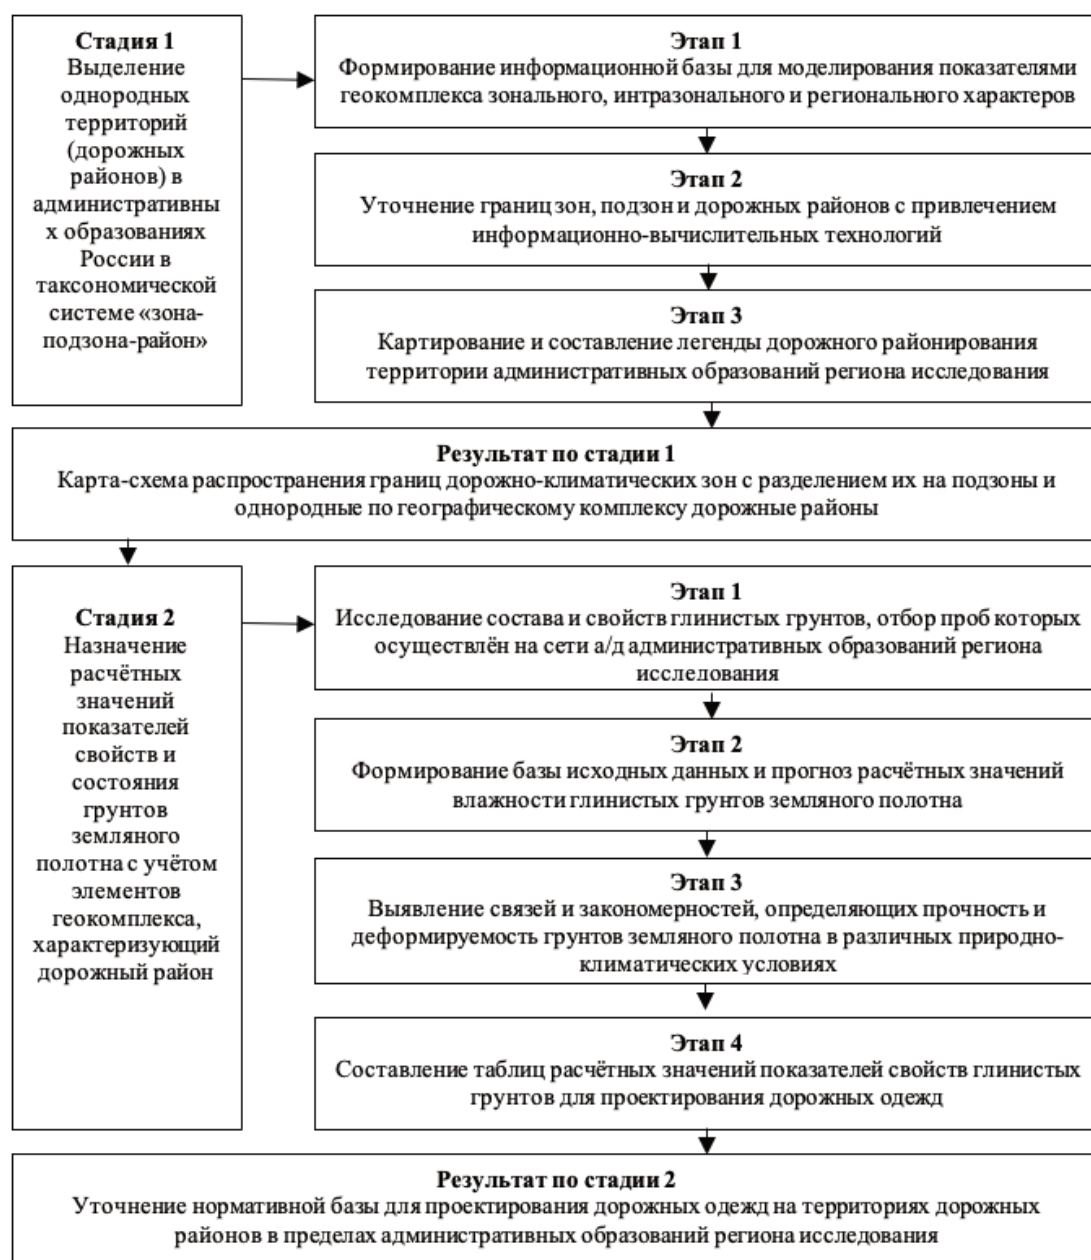 Стадия 1
Выделение
однородных
территорий
(дорожных
районов) в
административны
х образованиях
России в
таксономической
системе «зона-
подзона-район»
Этап 1
Формирование информационной базы для моделирования показателями
геокомплекса зонального, интразонального и регионального характеров
Этап 2
Уточнение границ зон, подзон и дорожных районов с привлечением
информационно-вычислительных технологий
Этап 3
Картирование и составление легенды дорожного районирования
территории административных образований региона исследования
Результат по стадии 1
Карта-схема распространения границ дорожно-климатических зон с разделением их на подзоны и
однородные по географическому комплексу дорожные районы
Стадия 2
Назначение
расчётных
значений
показателей
свойств и
состояния
грунтов
земляного
полотна с учётом
элементов
геокомплекса,
характеризующий
дорожный район
Этап 1
Исследование состава и свойств глинистых грунтов, отбор проб которых
осуществлён на сети а/д административных образований региона
исследования
Этап 2
Формирование базы исходных данных и прогноз расчётных значений
влажности глинистых грунтов земляного полотна
Этап 3
Выявление связей и закономерностей, определяющих прочность и
деформируемость грунтов земляного полотна в различных природно-
климатических условиях
Этап 4
Составление таблиц расчётных значений показателей свойств глинистых
грунтов для проектирования дорожных одежд
Результат по стадии 2
Уточнение нормативной базы для проектирования дорожных одежд на территориях дорожных
районов в пределах административных образований региона исследования